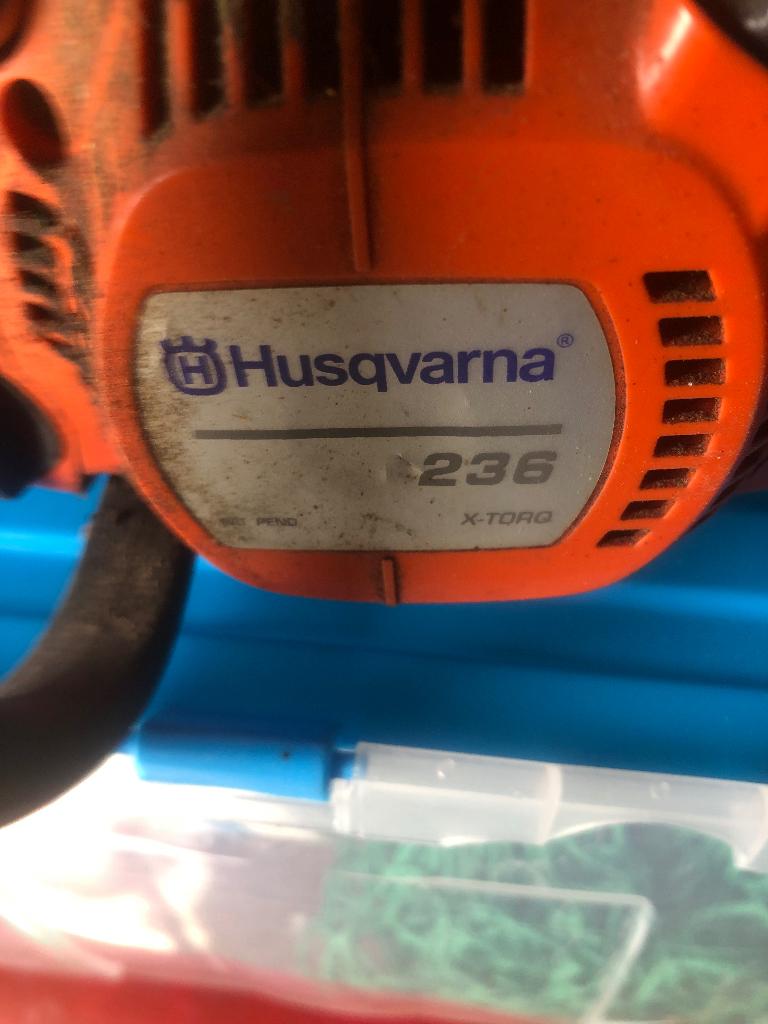 H Husqvarna®
236
PEND X-TORQ